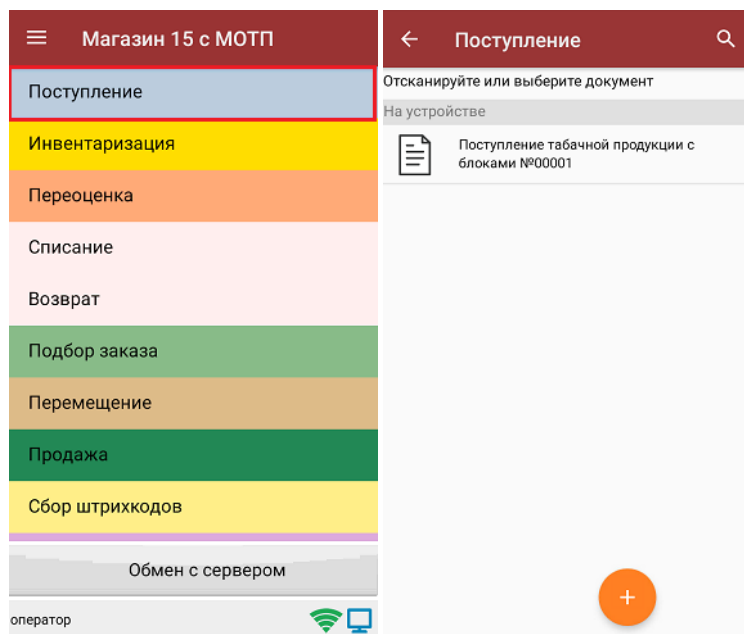 Магазин 15 с МОТП
Поступление
Инвентаризация
Переоценка
Списание
Возврат
Подбор заказа
Перемещение
Продажа
Сбор штрихкодов
Обмен с сервером
оператор
Поступление
Отсканируйте или выберите документ
На устройстве
Поступление табачной продукции с
блоками №00001
+